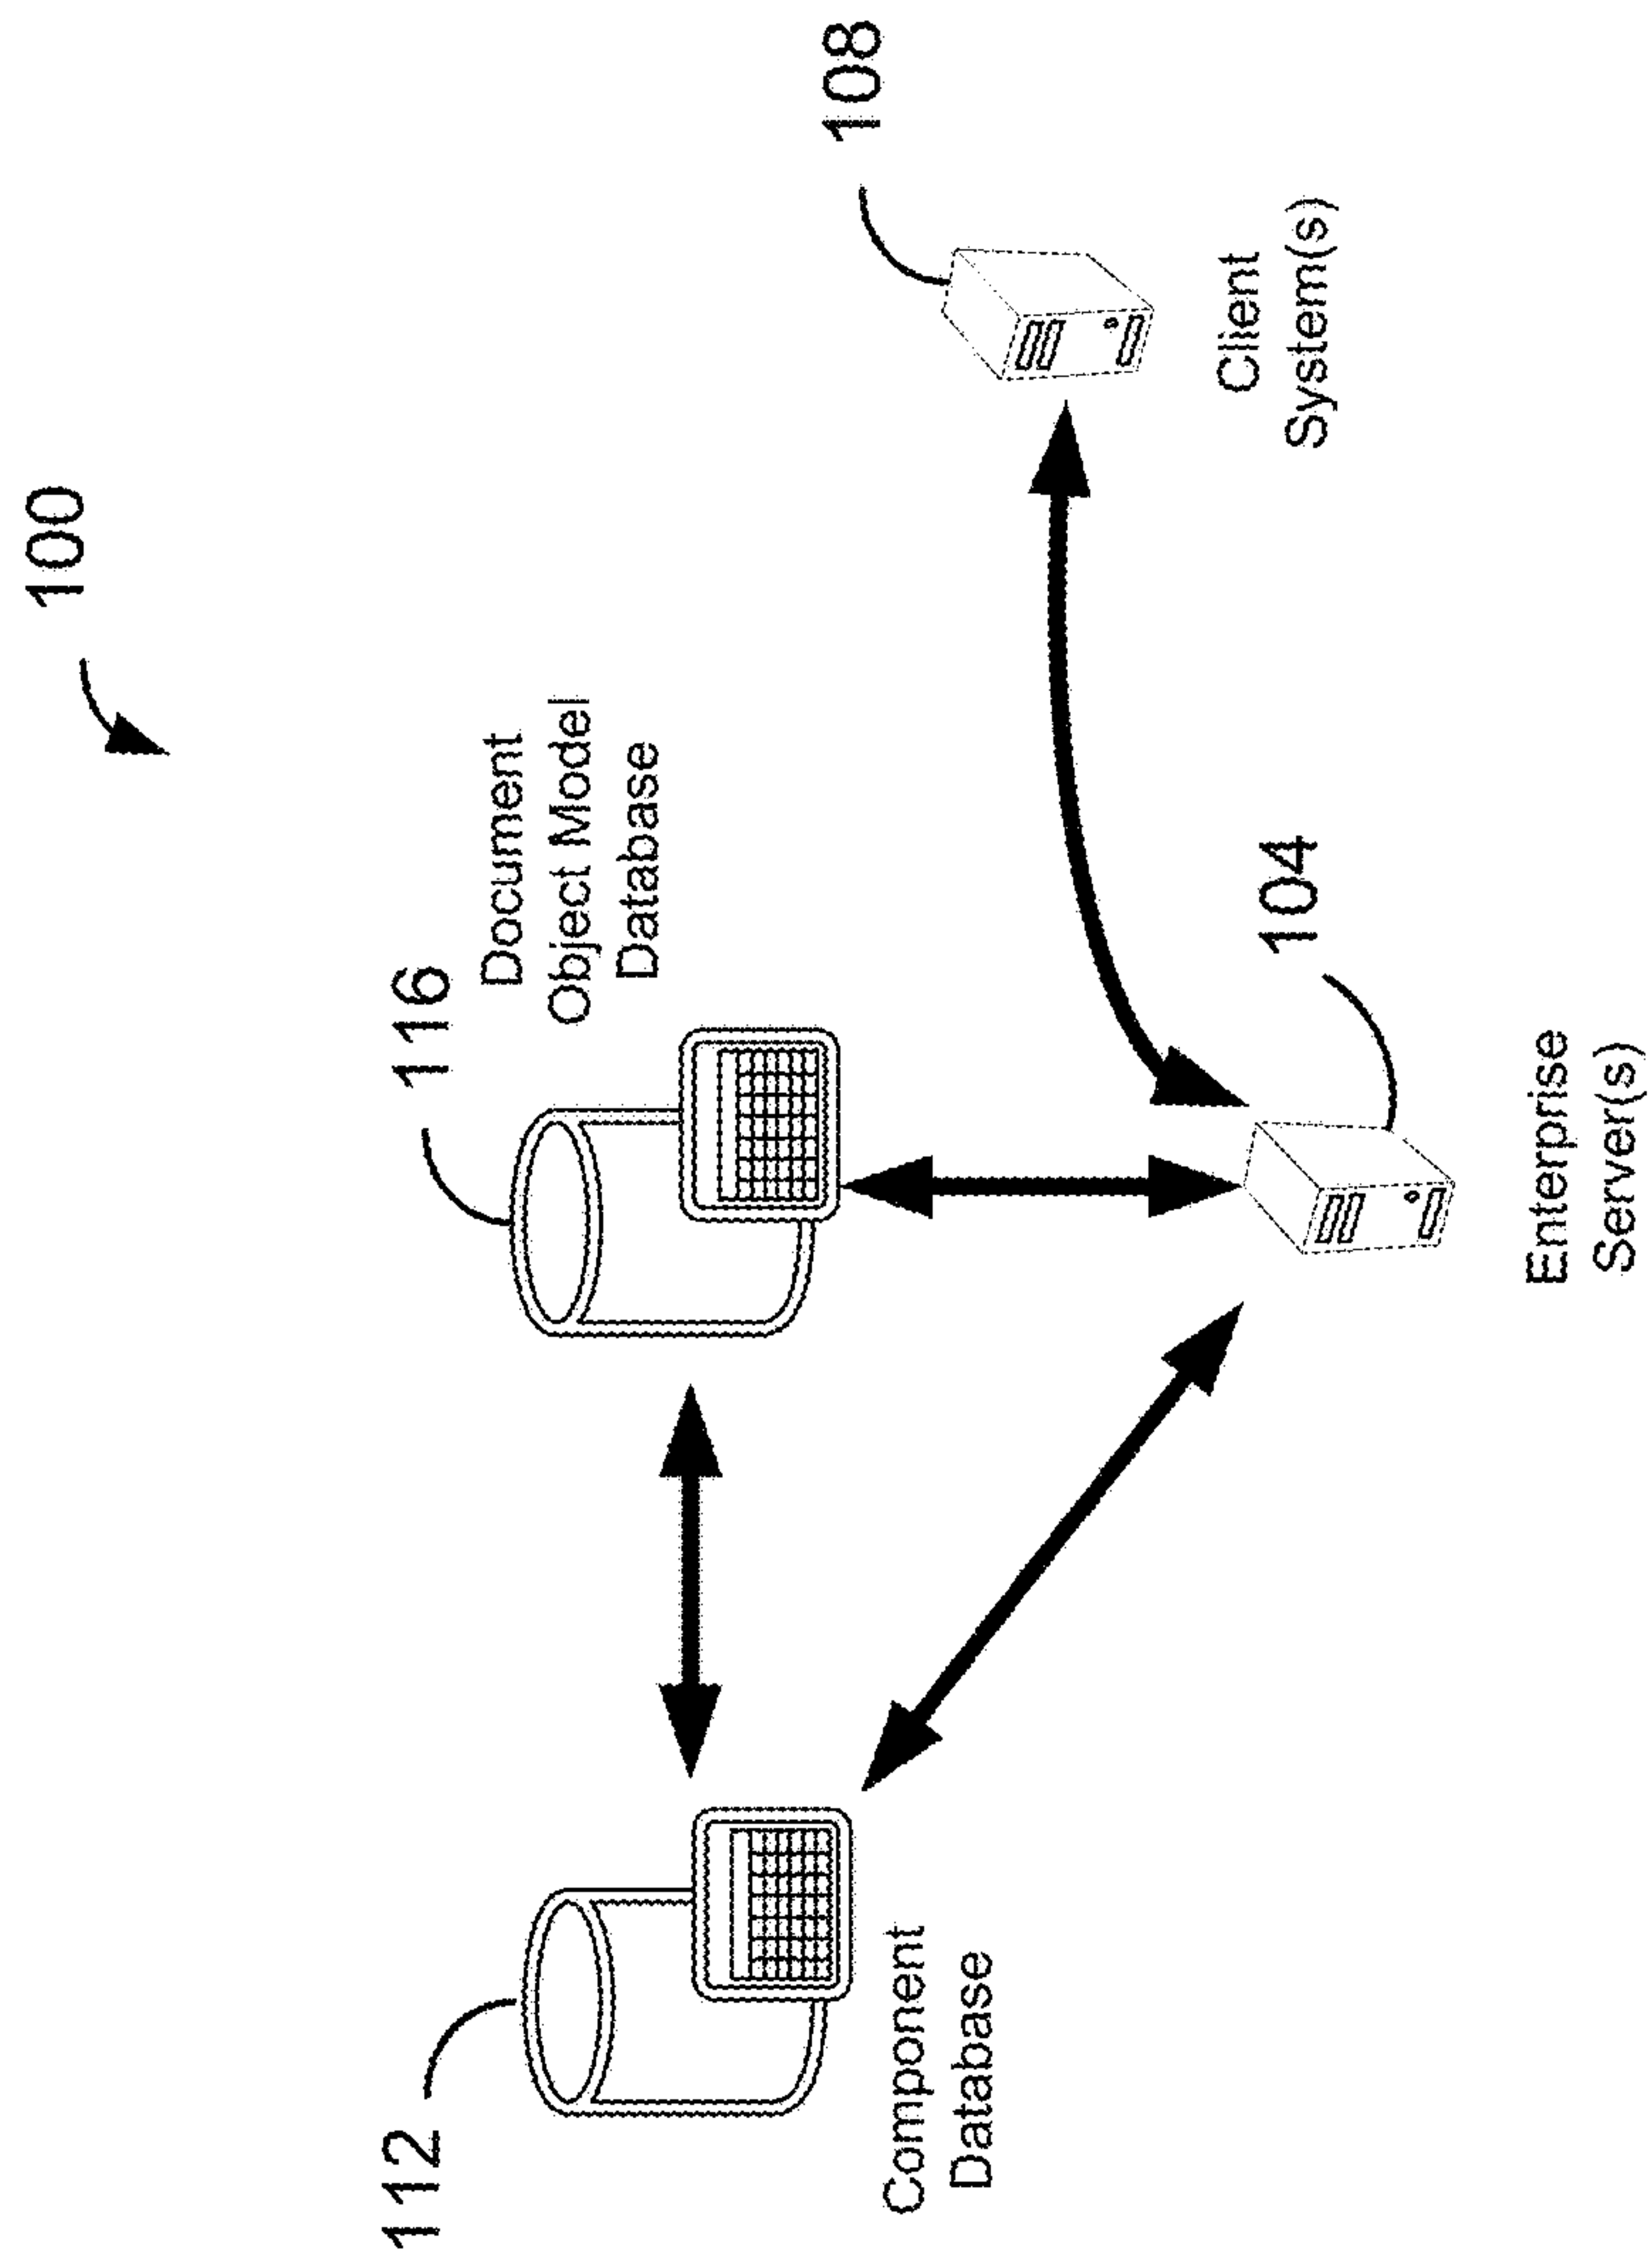 100
116
Document
Object Model
Database
112
Component
Database
108
Client
System(s)
104
Enterprise
Server(s)